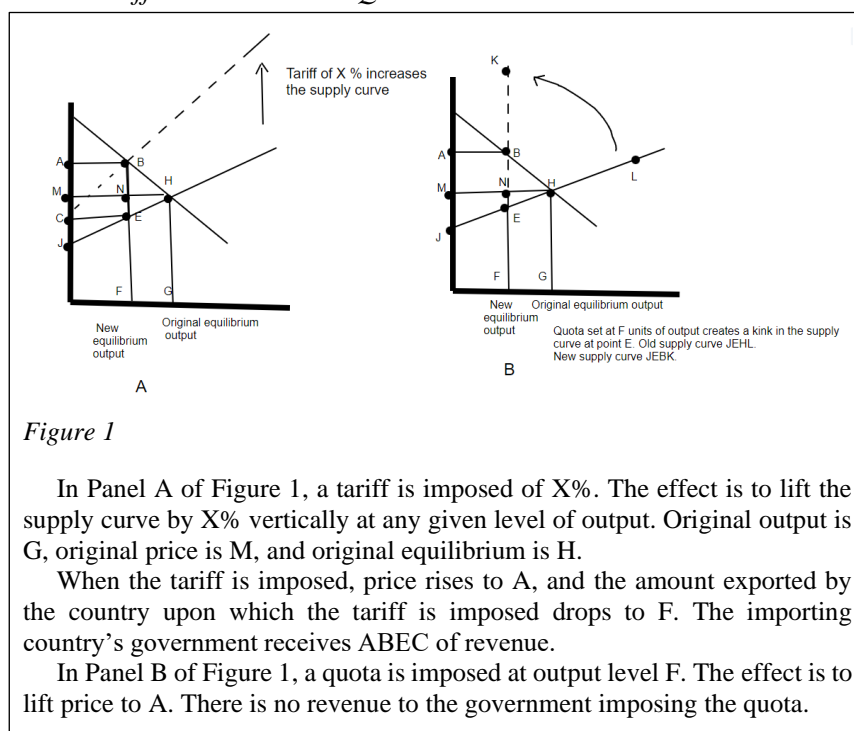 K
Tariff of X % increases
the supply curve
A
B
M
N
H
C
E
J
F
G
New
equilibrium
output
Original equilibrium
output
A
A
B
L
M
N
H
E
J
F
G
New
equilibrium
output
Original equilibrium output
Quota set at F units of output creates a kink in the supply
curve at point E. Old supply curve JEHL.
New supply curve JEBK.
B
Figure 1
In Panel A of Figure 1, a tariff is imposed of X%. The effect is to lift the
supply curve by X% vertically at any given level of output. Original output is
G, original price is M, and original equilibrium is H.
When the tariff is imposed, price rises to A, and the amount exported by
the country upon which the tariff is imposed drops to F. The importing
country’s government receives ABEC of revenue.
In Panel B of Figure 1, a quota is imposed at output level F. The effect is to
lift price to A. There is no revenue to the government imposing the quota.